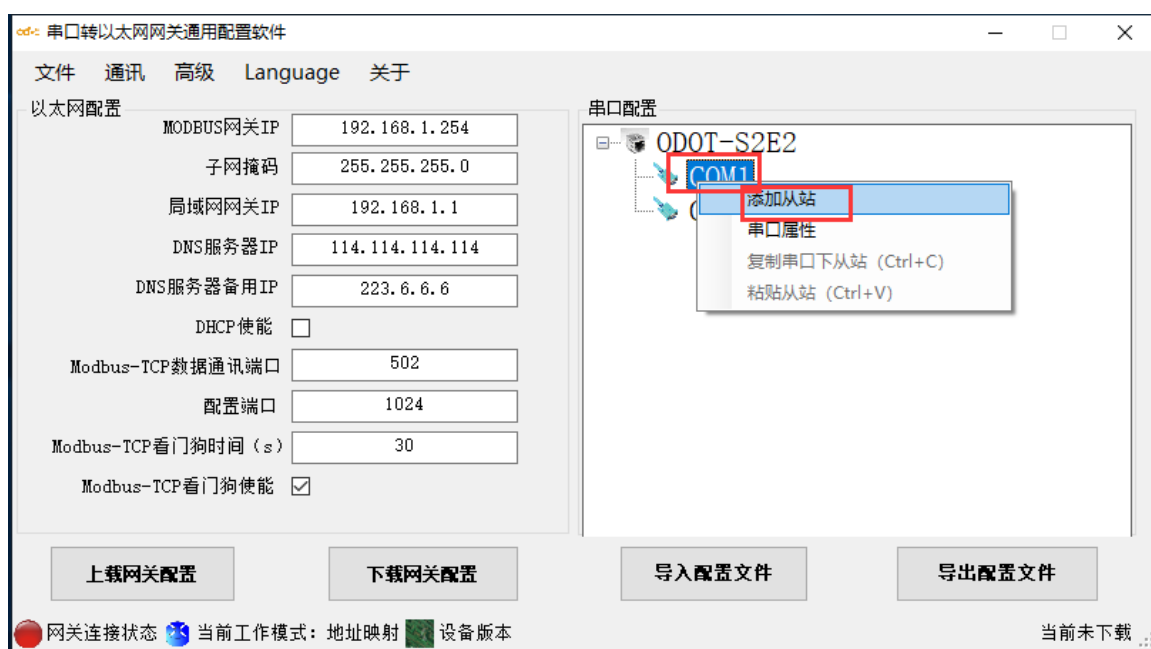 odot 串口转以太网网关通用配置软件
文件 通讯 高级 Language 关于
以太网配置
MODBUS网关IP 192.168.1.254
子网掩码 255.255.255.0
局域网网关IP 192.168.1.1
DNS服务器IP 114.114.114.114
DNS服务器备用IP 223.6.6.6
DHCP使能
Modbus-TCP数据通讯端口 502
配置端口 1024
Modbus-TCP看门狗时间（s） 30
Modbus-TCP看门狗使能
串口配置
ODOT-S2E2
COM1
添加从站
串口属性
复制串口下从站 (Ctrl+C)
粘贴从站 (Ctrl+V)
上载网关配置 下载网关配置 导入配置文件 导出配置文件
网关连接状态 当前工作模式：地址映射 设备版本 当前未下载